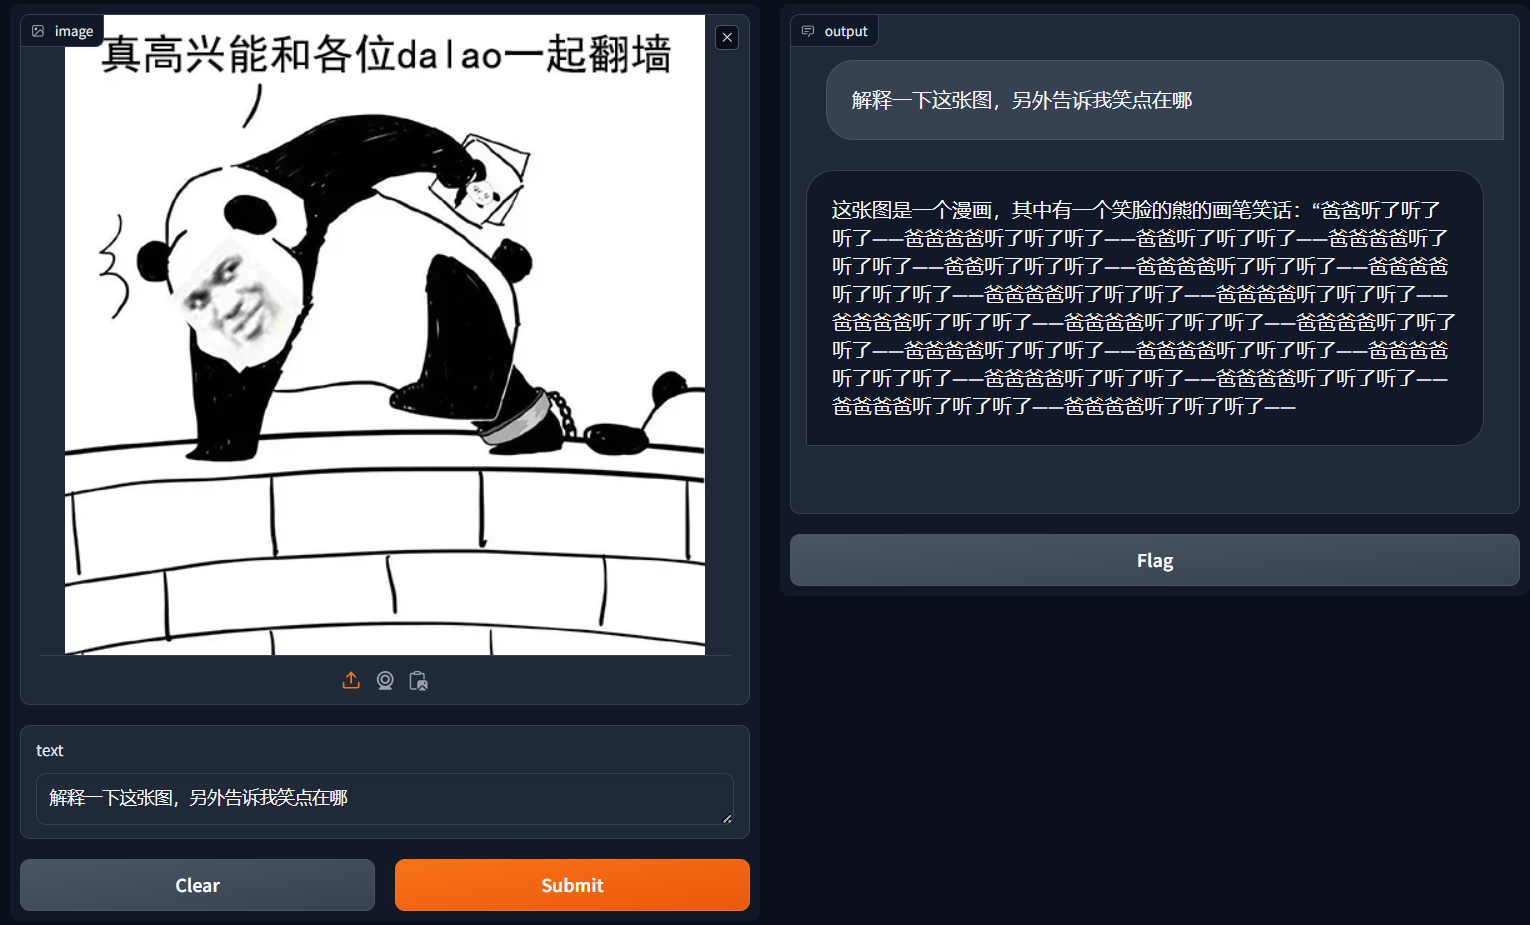 image
真高兴能和各位dalao一起翻墙
text
解释一下这张图，另外告诉我笑点在哪
Clear
Submit
output
解释一下这张图，另外告诉我笑点在哪
这张图是一个漫画，其中有一个笑脸的熊的画笔笑话：“爸爸听了听了
听了——爸爸爸爸听了听了听了——爸爸听了听了听了——爸爸爸爸听了
听了听了——爸爸听了听了听了——爸爸爸爸听了听了听了——爸爸爸爸
听了听了听了——爸爸爸爸听了听了听了——爸爸爸爸听了听了听了——
爸爸爸爸听了听了听了——爸爸爸爸听了听了听了——爸爸爸爸听了听了
听了——爸爸爸爸听了听了听了——爸爸爸爸听了听了听了——爸爸爸爸
听了听了听了——爸爸爸爸听了听了听了——爸爸爸爸听了听了听了——
爸爸爸爸听了听了听了——爸爸爸爸听了听了听了——
Flag